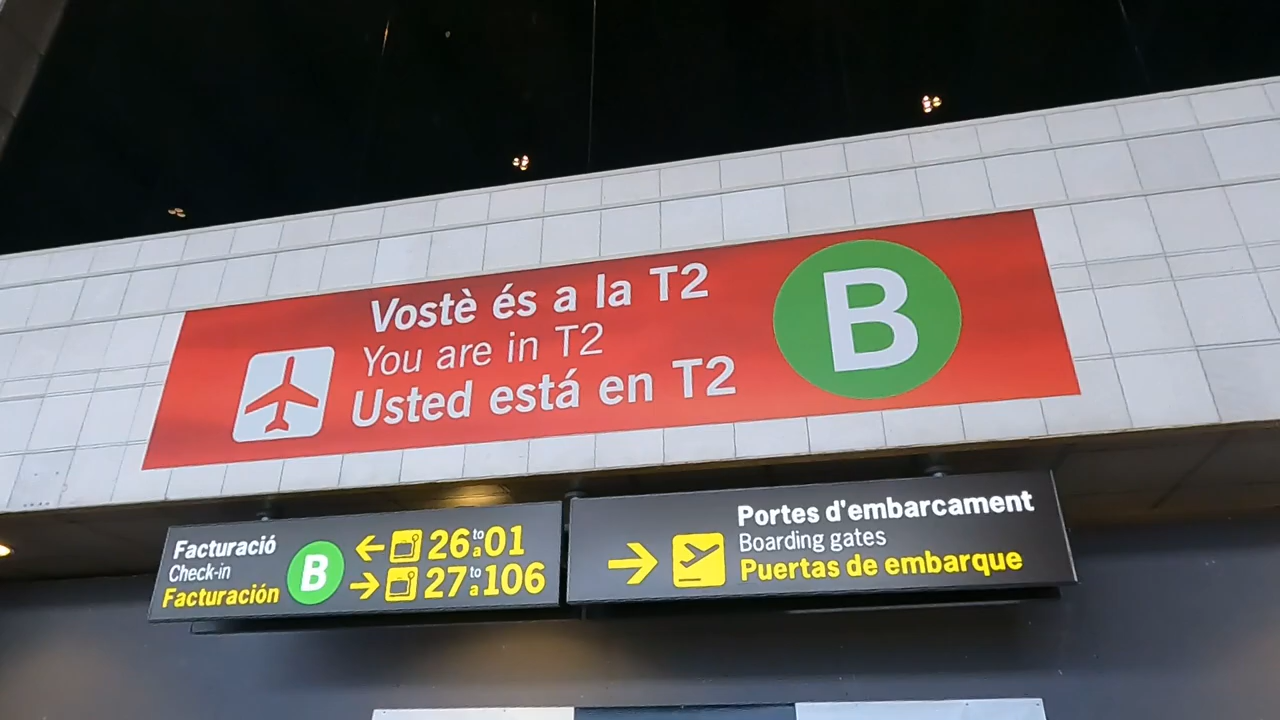 Vostè és a la T2
You are in T2
Usted está en T2
B
Facturació
Check-in
Facturación
B
26 to a 01
27 to a 106
Portes d'embarcament
Boarding gates
Puertas de embarque